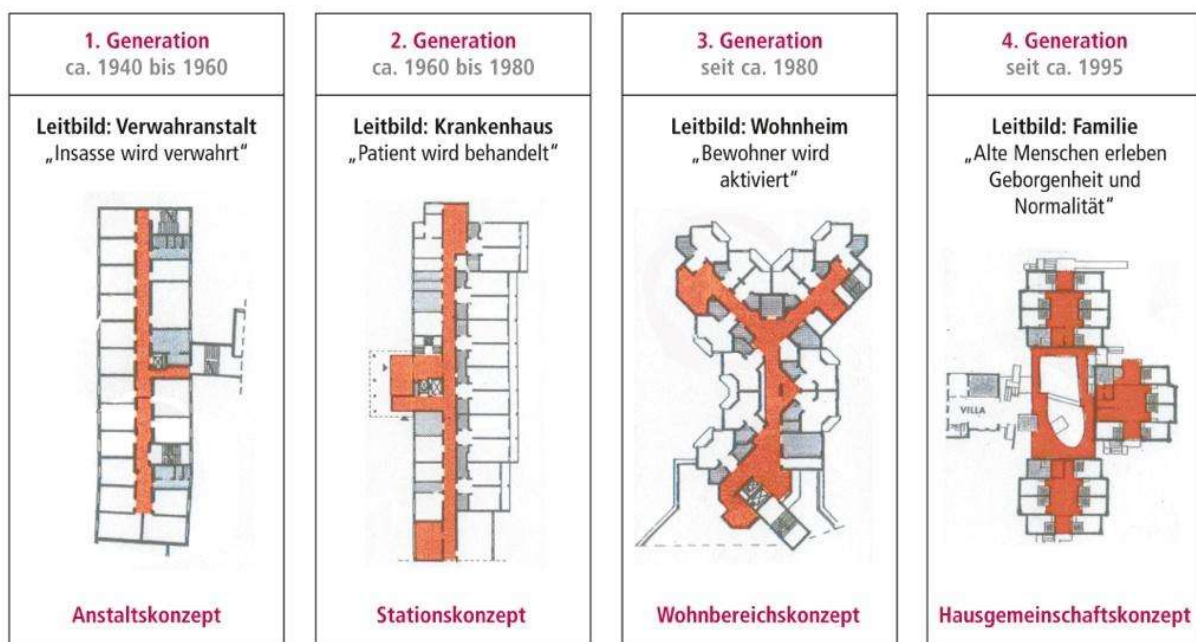 1. Generation
ca. 1940 bis 1960
Leitbild: Verwahranstalt
„Insasse wird verwahrt“
Anstaltskonzept
2. Generation
ca. 1960 bis 1980
Leitbild: Krankenhaus
„Patient wird behandelt“
Stationskonzept
3. Generation
seit ca. 1980
Leitbild: Wohnheim
„Bewohner wird
aktiviert“
Wohnbereichskonzept
4. Generation
seit ca. 1995
Leitbild: Familie
„Alte Menschen erleben
Geborgenheit und
Normalität“
VILLA
Hausgemeinschaftskonzept